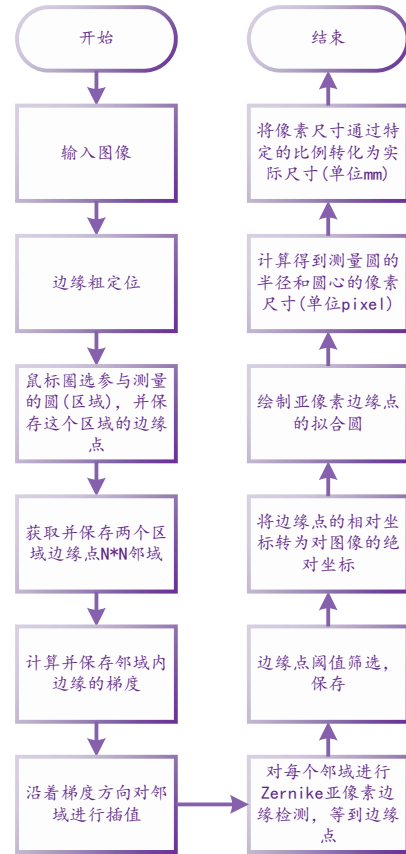 开始
输入图像
边缘粗定位
鼠标圈选参与测量
的圆(区域)，并保
存这个区域的边缘
点
获取并保存两个区
域边缘点N*N邻域
计算并保存邻域内
边缘的梯度
沿着梯度方向对邻
域进行插值
对每个邻域进行
Zernike亚像素边
缘检测，等到边缘
点
边缘点阈值筛选，
保存
将边缘点的相对坐
标转为对图像的绝
对坐标
绘制亚像素边缘点
的拟合圆
计算得到测量圆的
半径和圆心的像素
尺寸(单位pixel)
将像素尺寸通过特
定的比例转化为实
际尺寸(单位mm)
结束